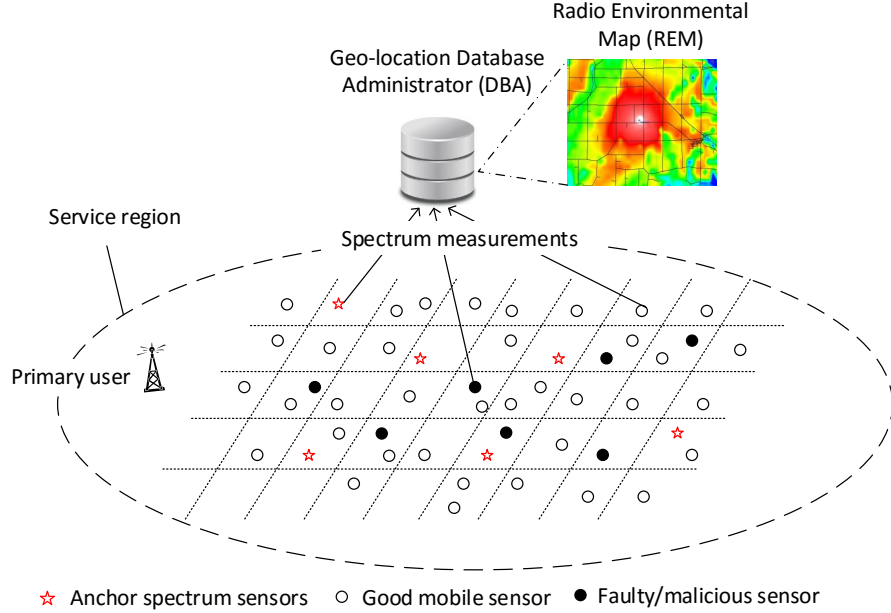 Radio Environmental
Map (REM)
Geo-location Database
Administrator (DBA)
Service region
Spectrum measurements
Primary user
Anchor spectrum sensors
Good mobile sensor
Faulty/malicious sensor